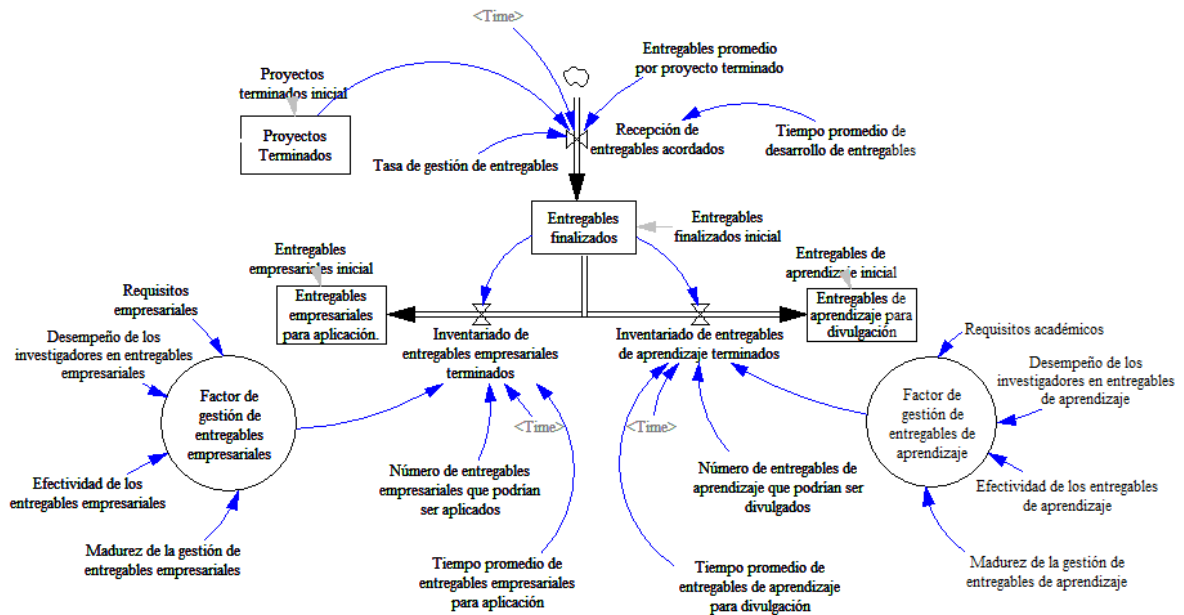 <Time>
Entregables promedio
por proyecto terminado
Proyectos
terminados inicial
Proyectos
Terminados
Recepción de
entregables acordados
Tiempo promedio de
desarrollo de entregables
Tasa de gestión de entregables
Entregables
finalizados
Entregables
finalizados inicial
Entregables
empresariales inicial
Entregables de
aprendizaje inicial
Entregables
empresariales
para aplicación.
Entregables de
aprendizaje para
divulgación
Requisitos
empresariales
Desempeño de los
investigadores en entregables
empresariales
Inventariado de
entregables empresariales
terminados
Inventariado de entregables
de aprendizaje terminados
Requisitos académicos
Desempeño de los
investigadores en entregables
de aprendizaje
Factor de
gestión de
entregables
empresariales
Factor de
gestión de
entregables de
aprendizaje
<Time>
<Time>
Efectividad de los
entregables empresariales
Número de entregables
empresariales que podrían
ser aplicados
Número de entregables de
aprendizaje que podrían ser
divulgados
Efectividad de los entregables
de aprendizaje
Madurez de la gestión de
entregables empresariales
Tiempo promedio de
entregables empresariales
para aplicación
Tiempo promedio de
entregables de aprendizaje
para divulgación
Madurez de la gestión de
entregables de aprendizaje